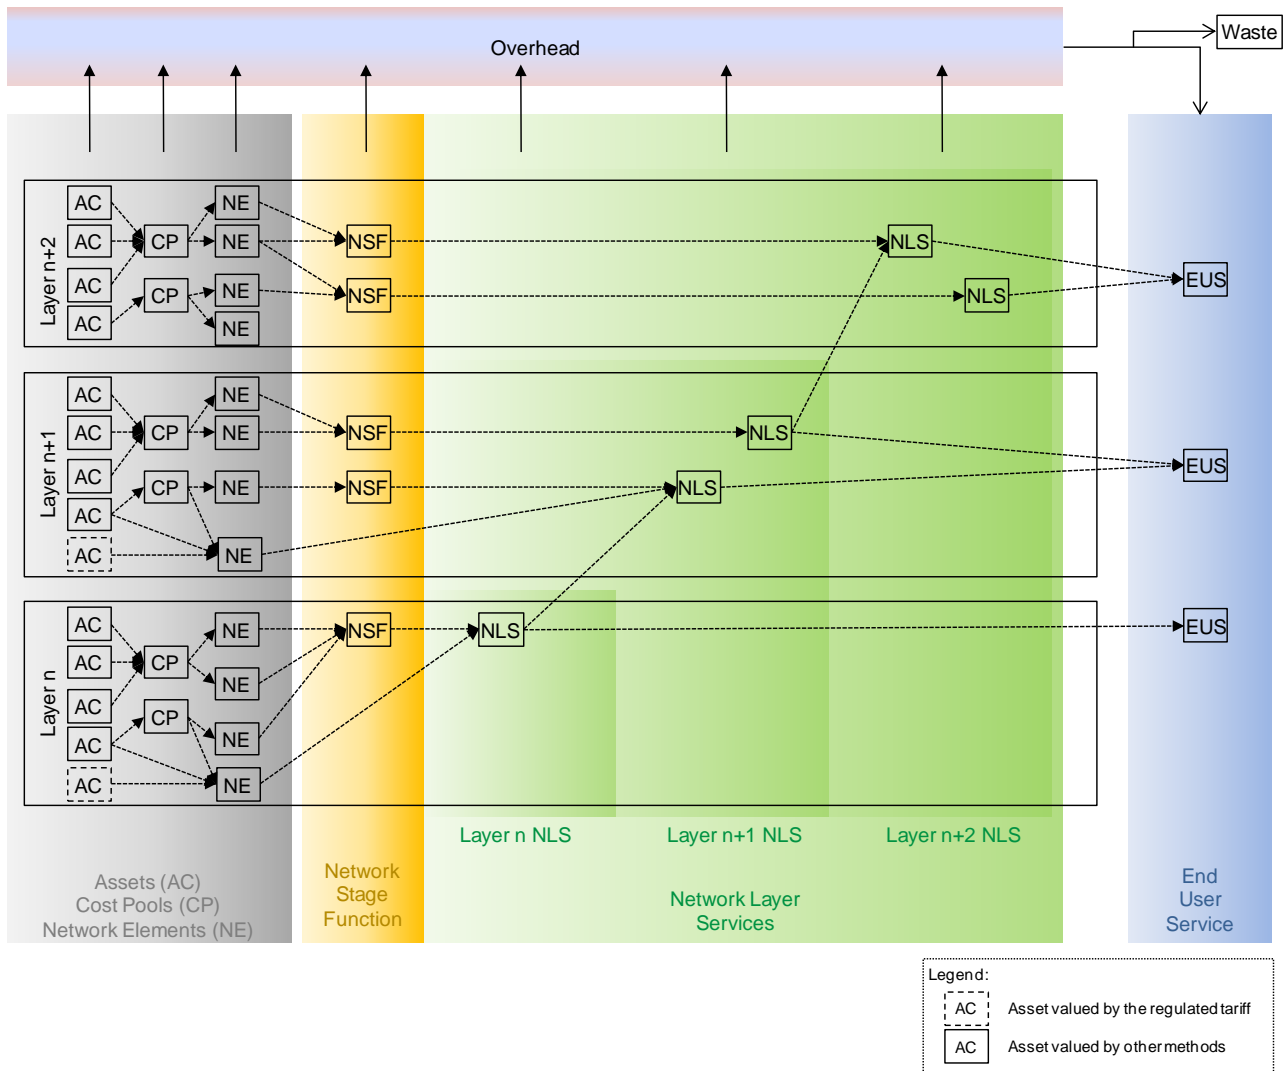 Overhead
Waste
Layer n+2
AC
AC
AC
AC
CP
CP
NE
NE
NE
NE
NSF
NSF
NLS
NLS
EUS
Layer n+1
AC
AC
AC
AC
AC
CP
CP
NE
NE
NE
NE
NSF
NSF
NLS
NLS
EUS
Layer n
AC
AC
AC
AC
AC
CP
CP
NE
NE
NE
NE
NSF
NLS
EUS
Layer n NLS
Layer n+1 NLS
Layer n+2 NLS
Assets (AC)
Cost Pools (CP)
Network Elements (NE)
Network
Stage
Function
Network Layer
Services
End
User
Service
Legend:
AC Asset valued by the regulated tariff
AC Asset valued by other methods